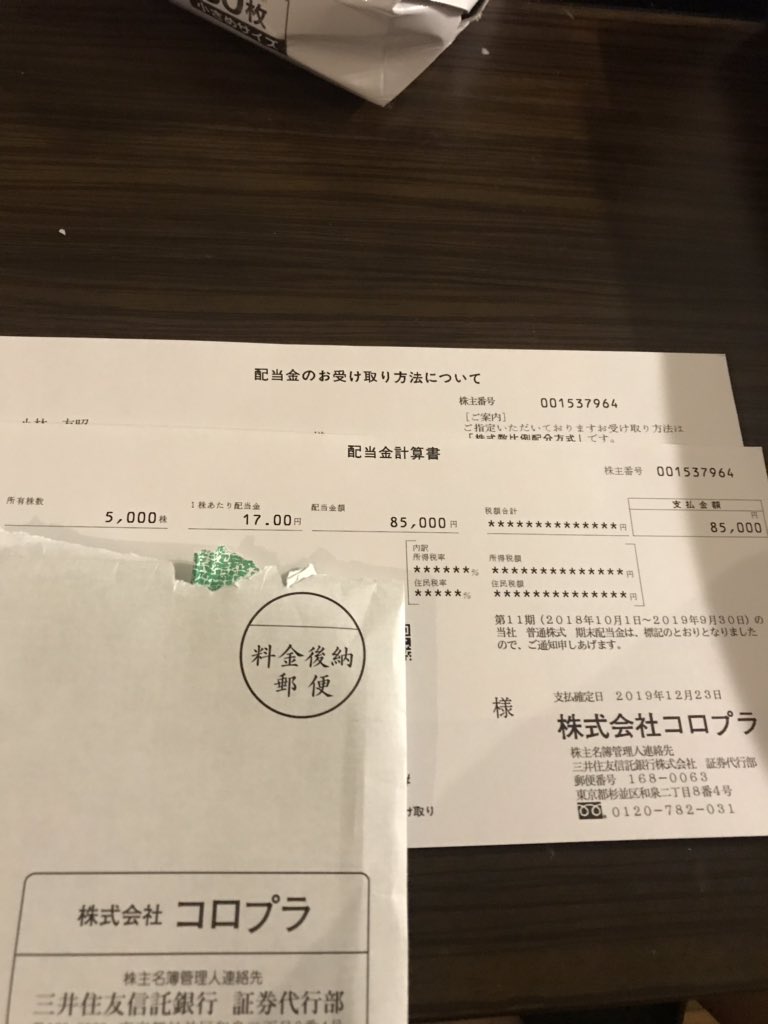 0枚
小さめサイズ
配当金のお受け取り方法について
株主番号 001537964
[ご案内]
ご指定いただいておりますお受け取り方法は
「株式数比例配分方式」です。
配当金計算書
株主番号 001537964
所有株数 5,000株
1株あたり配当金 17.00円
配当金額 85,000円
税額合計 **************円
支払金額 円 85,000
内訳
所得税率 ******%
所得税額 **************円
住民税率 *****%
住民税額 **************円
第11期(2018年10月1日~2019年9月30日)の
当社 普通株式 期末配当金は、標記のとおりとなりました
ので、ご通知申しあげます。
様
支払確定日 2019年12月23日
株式会社コロプラ
株主名簿管理人連絡先
三井住友信託銀行株式会社 証券代行部
郵便番号 168-0063
東京都杉並区和泉二丁目8番4号
0120-782-031
け取り
料金後納
郵便
株式会社 コロプラ
株主名簿管理人連絡先
三井住友信託銀行 証券代行部